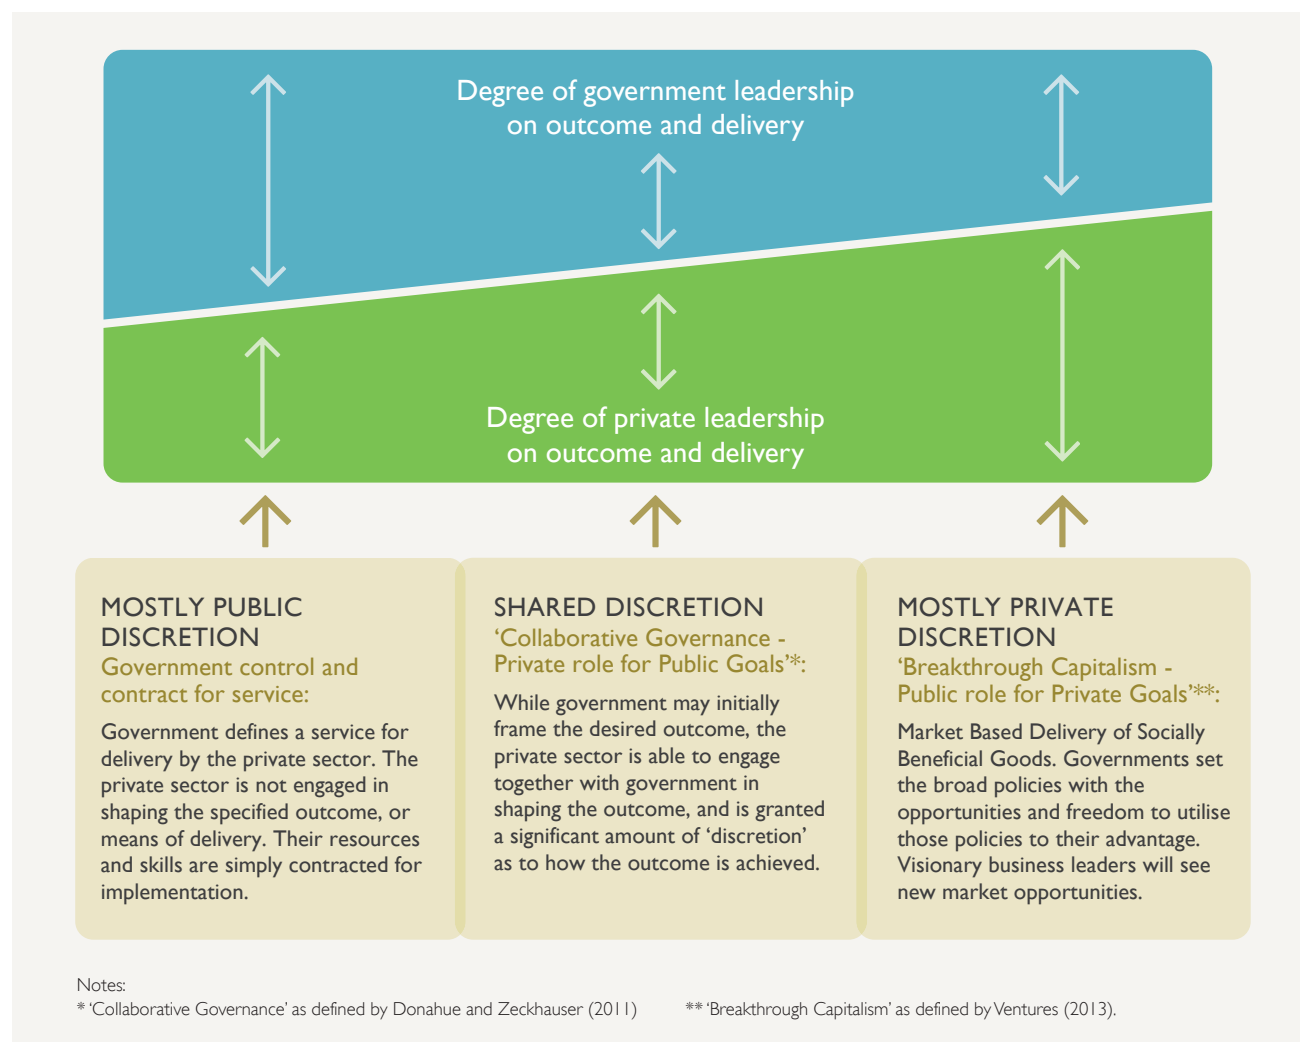 Degree of government leadership
on outcome and delivery
Degree of private leadership
on outcome and delivery
MOSTLY PUBLIC
DISCRETION
Government control and
contract for service:
Government defines a service for
delivery by the private sector. The
private sector is not engaged in
shaping the specified outcome, or
means of delivery. Their resources
and skills are simply contracted for
implementation.
SHARED DISCRETION
‘Collaborative Governance -
Private role for Public Goals’*:
While government may initially
frame the desired outcome, the
private sector is able to engage
together with government in
shaping the outcome, and is granted
a significant amount of ‘discretion’
as to how the outcome is achieved.
MOSTLY PRIVATE
DISCRETION
‘Breakthrough Capitalism -
Public role for Private Goals’**:
Market Based Delivery of Socially
Beneficial Goods. Governments set
the broad policies with the
opportunities and freedom to utilise
those policies to their advantage.
Visionary business leaders will see
new market opportunities.
Notes:
* ‘Collaborative Governance’ as defined by Donahue and Zeckhauser (2011)
** ‘Breakthrough Capitalism’ as defined by Ventures (2013).